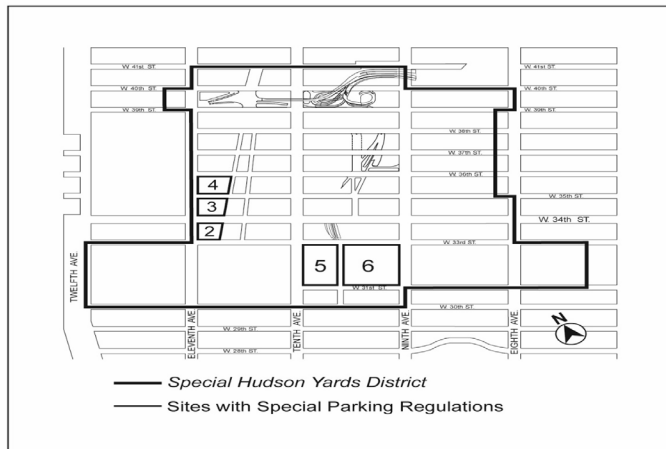 W. 41st ST.
W. 41st ST.
W. 40th ST.
W. 40th ST.
W. 39th ST.
W. 39th ST.
W. 38th ST.
W. 37th ST.
W. 36th ST.
4
W. 35th ST.
3
W. 34th ST.
2
W. 33rd ST.
5
6
TWELFTH AVE.
W. 31st ST.
W. 30th ST.
ELEVENTH AVE.
TENTH AVE.
NINTH AVE.
EIGHTH AVE.
N
W. 29th ST.
W. 28th ST.
Special Hudson Yards District
Sites with Special Parking Regulations